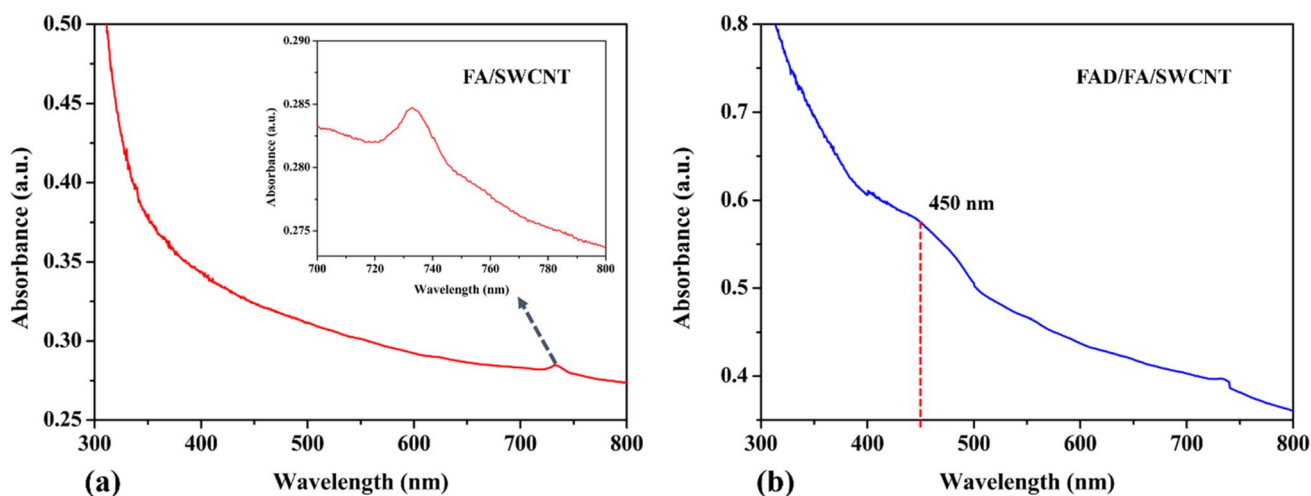 0.50
0.45
0.40
0.35
0.30
0.25
Absorbance (a.u.)
300 400 500 600 700 800
Wavelength (nm)
(a)
FA/SWCNT
0.290
0.285
0.280
0.275
Absorbance (a.u.)
700 720 740 760 780 800
Wavelength (nm)
0.8
0.7
0.6
0.5
0.4
Absorbance (a.u.)
FAD/FA/SWCNT
450 nm
300 400 500 600 700 800
Wavelength (nm)
(b)